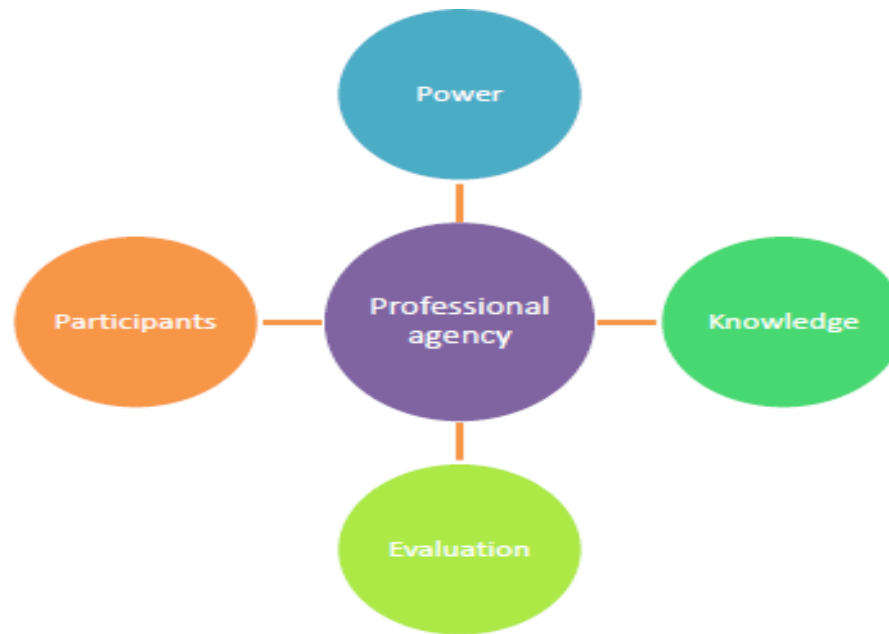 Power
Participants
Professional
agency
Knowledge
Evaluation